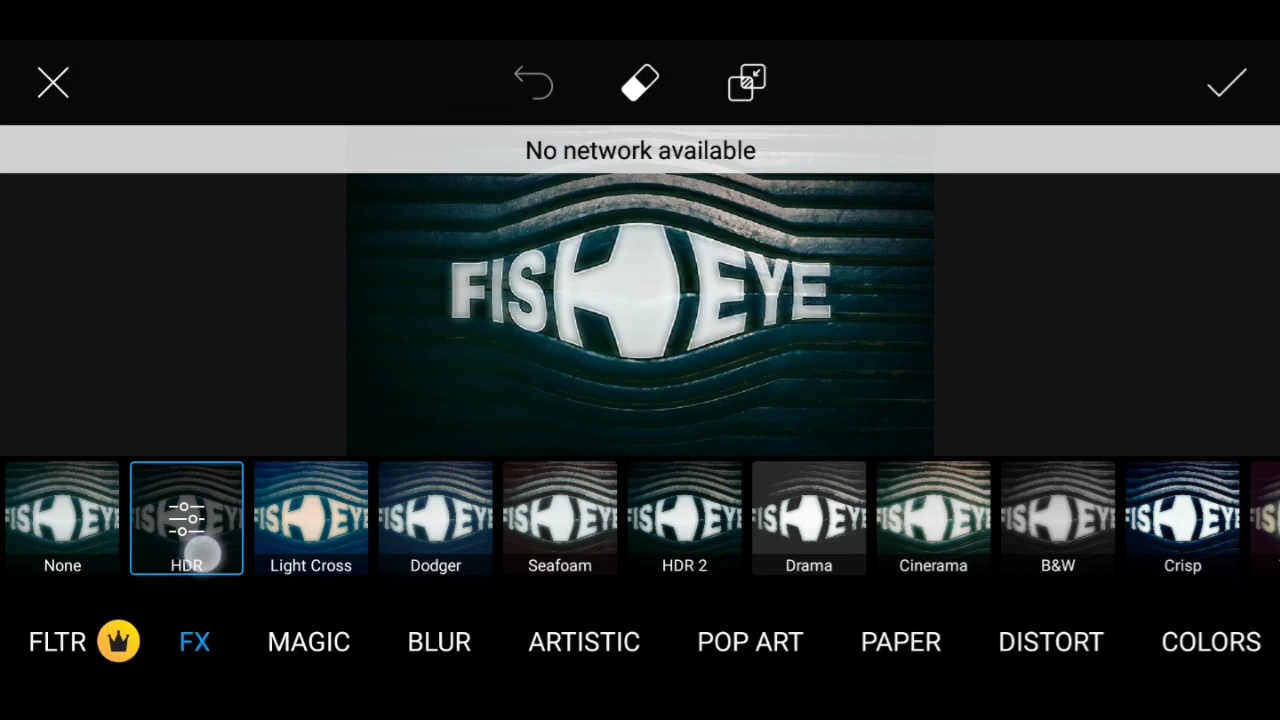 No network available
FISHEYE
None
HDR
Light Cross
Dodger
Seafoam
HDR 2
Drama
Cinerama
B&W
Crisp
FLTR
FX
MAGIC
BLUR
ARTISTIC
POP ART
PAPER
DISTORT
COLORS